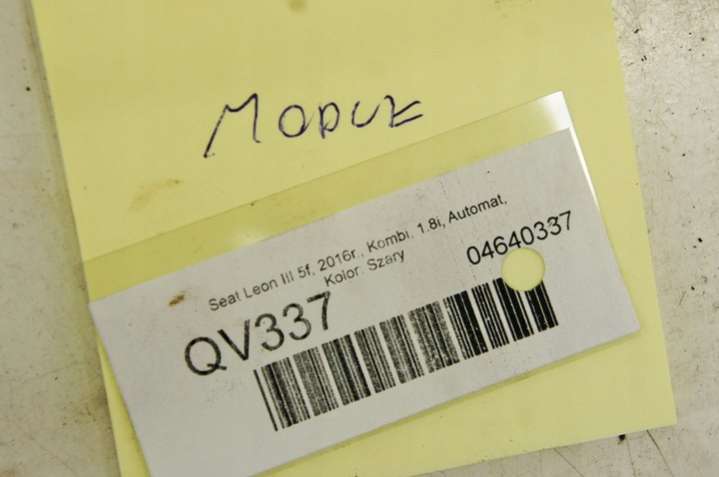 MODUŁ
Seat Leon III 5f, 2016r., Kombi. 1.8i, Automat,
Kolor: Szary
04640337
QV337